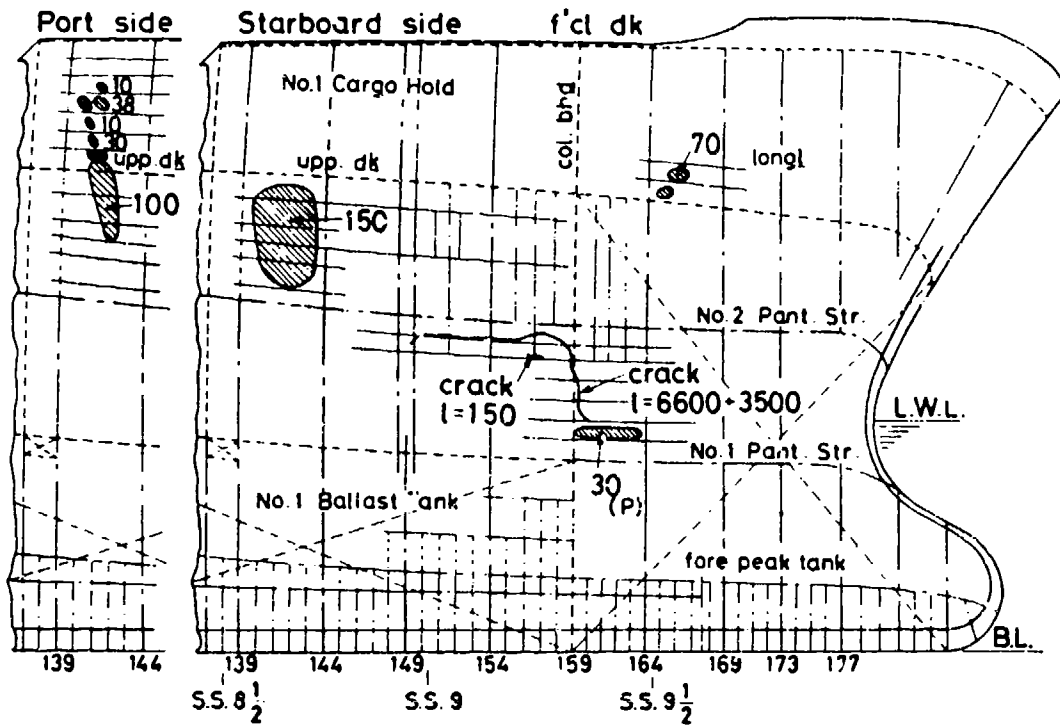 Port side Starboard side f'cl dk
No.1 Cargo Hold
col. bhd
10
38
10
30
upp. dk
100
upp. dk
150
70
longl
No.2 Pant. Str.
crack
l=150
crack
l=6600+3500
L.W.L.
No.1 Pant. Str.
30
(P)
No.1 Ballast Tank
fore peak tank
B.L.
139 144 139 144 149 154 159 164 169 173 177
S.S. 8 1/2 S.S. 9 S.S. 9 1/2